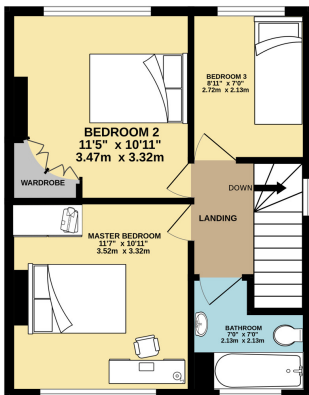 BEDROOM 3
8'11" x 7'0"
2.72m x 2.13m
BEDROOM 2
11'5" x 10'11"
3.47m x 3.32m
WARDROBE
DOWN
LANDING
MASTER BEDROOM
11'7" x 10'11"
3.52m x 3.32m
BATHROOM
7'0" x 7'0"
2.13m x 2.13m